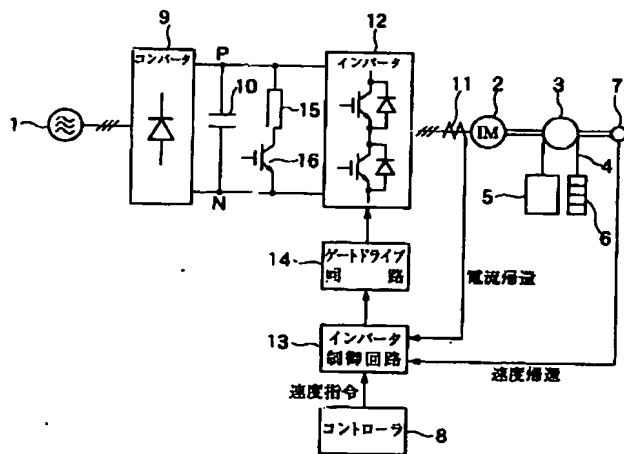 9
コンバータ
P
10
15
16
N
1
12
インバータ
11
2
IM
3
7
4
5
6
14
ゲートドライブ
回 路
電流帰還
13
インバータ
制御回路
速度帰還
速度指令
コントローラ
8